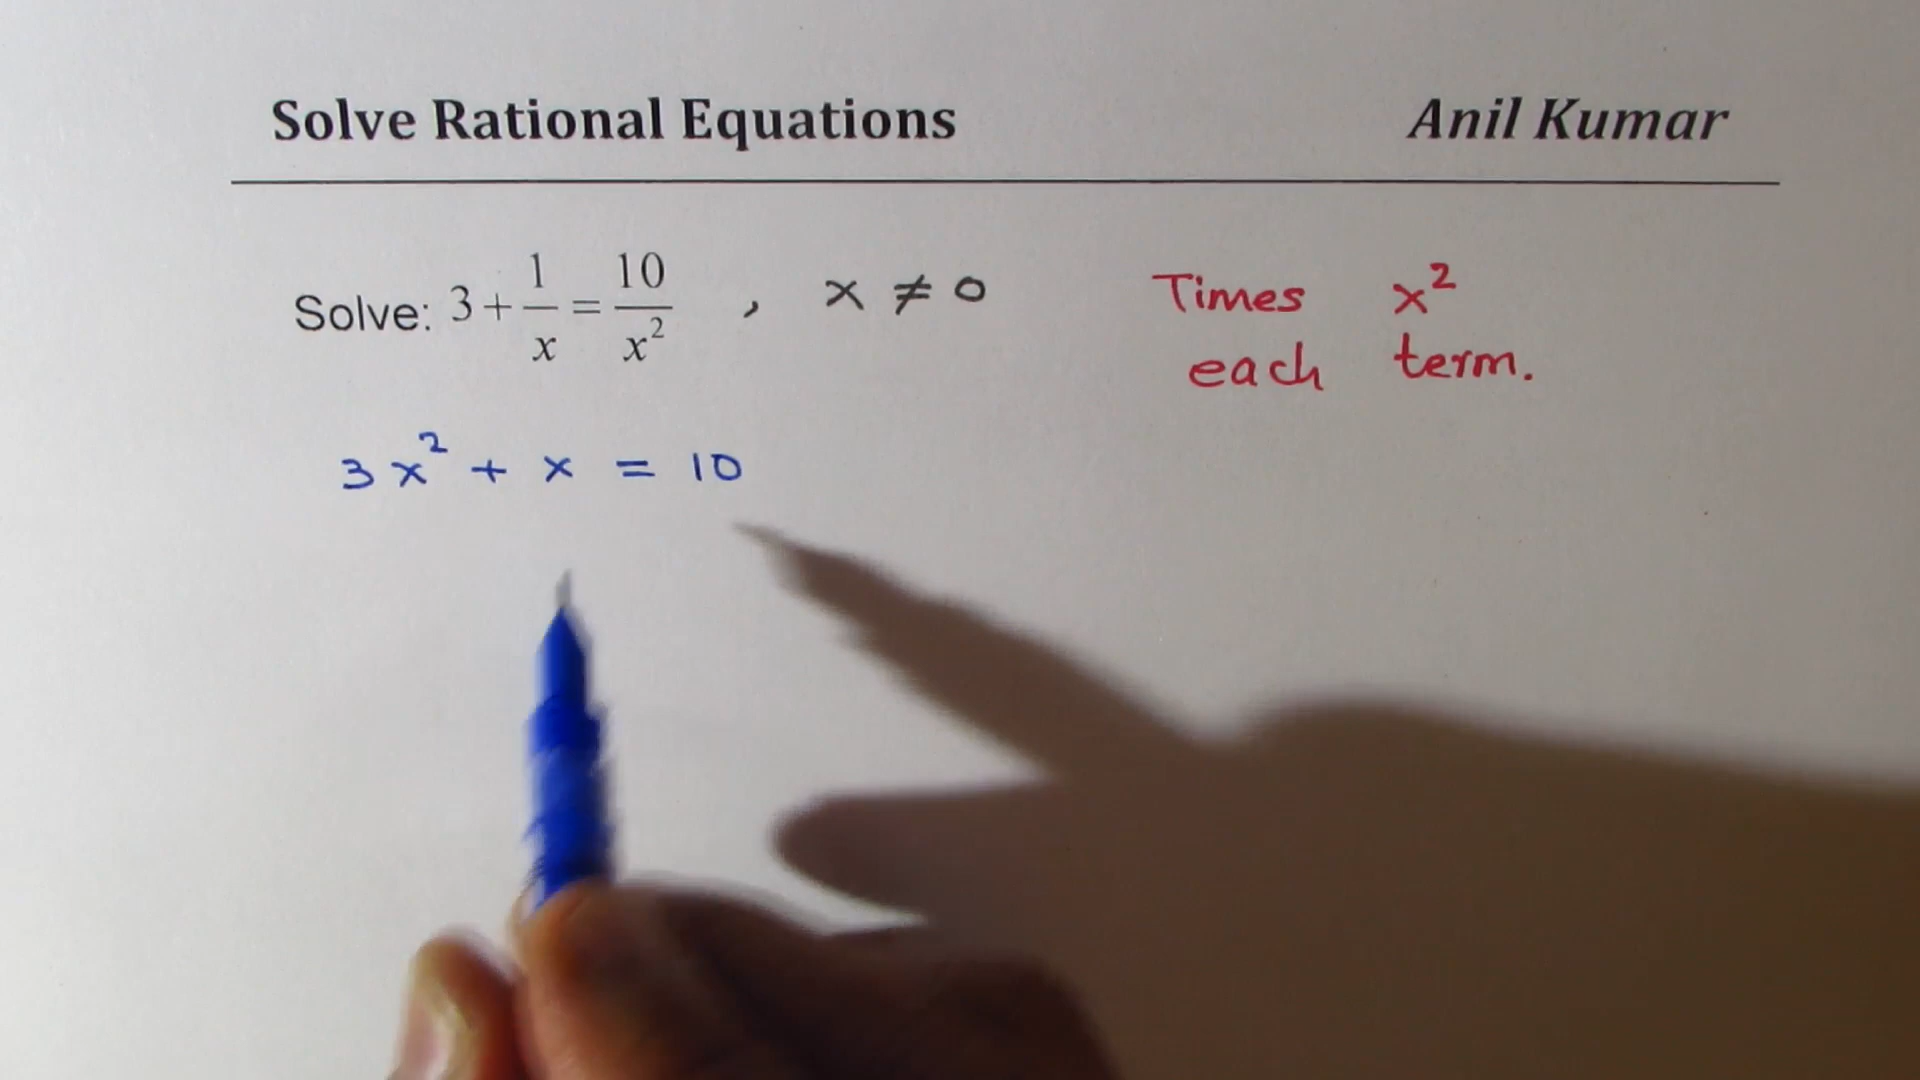 Solve Rational Equations Anil Kumar
Solve: 3 + 1/x = 10/x² , x ≠ 0
Times x²
each term.
3x² + x = 10